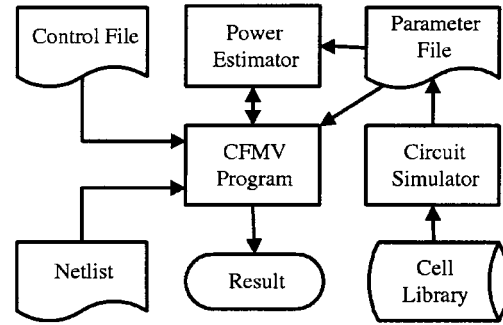 Control File
Power
Estimator
Parameter
File
CFMV
Program
Circuit
Simulator
Netlist
Result
Cell
Library